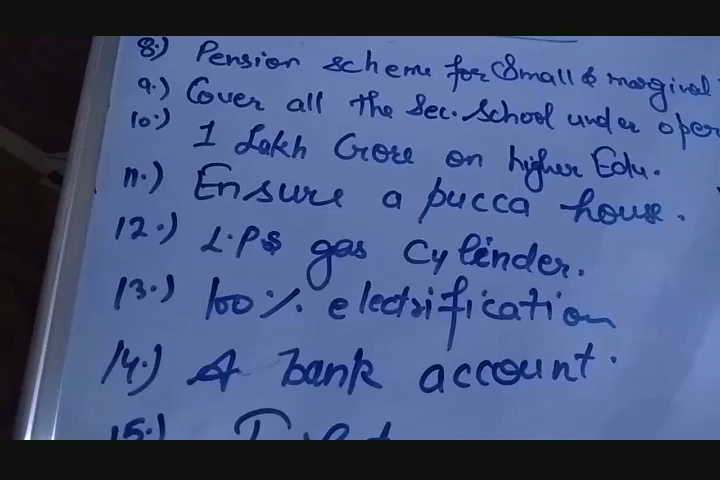 8.) Pension scheme for Small & marginal
9.) Cover all the Sec. School under oper
10.) 1 Lakh Crore on higher Edu.
11.) Ensure a pucca house.
12.) L.P.G gas Cylinder.
13.) 100% electrification
14.) A bank account.
15.)